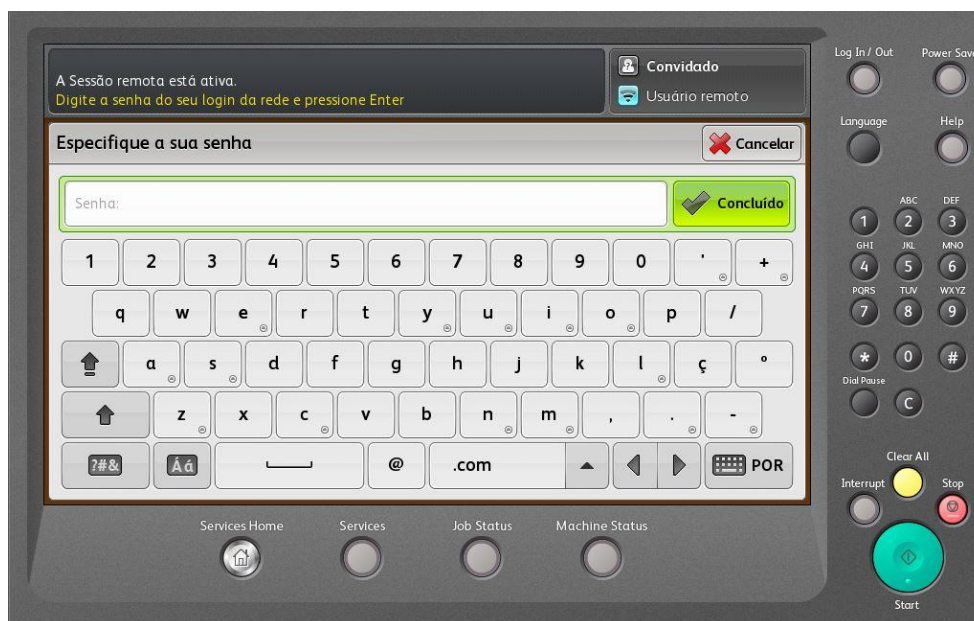 A Sessão remota está ativa.
Digite a senha do seu login da rede e pressione Enter
Convidado
Usuário remoto
Log In / Out
Power Save
Especifique a sua senha
Cancelar
Language
Help
Senha:
Concluído
1 2 3 4 5 6 7 8 9 0 ' +
q w e r t y u i o p /
a s d f g h j k l ç º
z x c v b n m , . -
?#& Áá @ .com POR
ABC DEF
1 2 3
GHI JKL MNO
4 5 6
PQRS TUV WXYZ
7 8 9
* 0 #
Dial Pause
C
Clear All
Interrupt
Stop
Start
Services Home
Services
Job Status
Machine Status